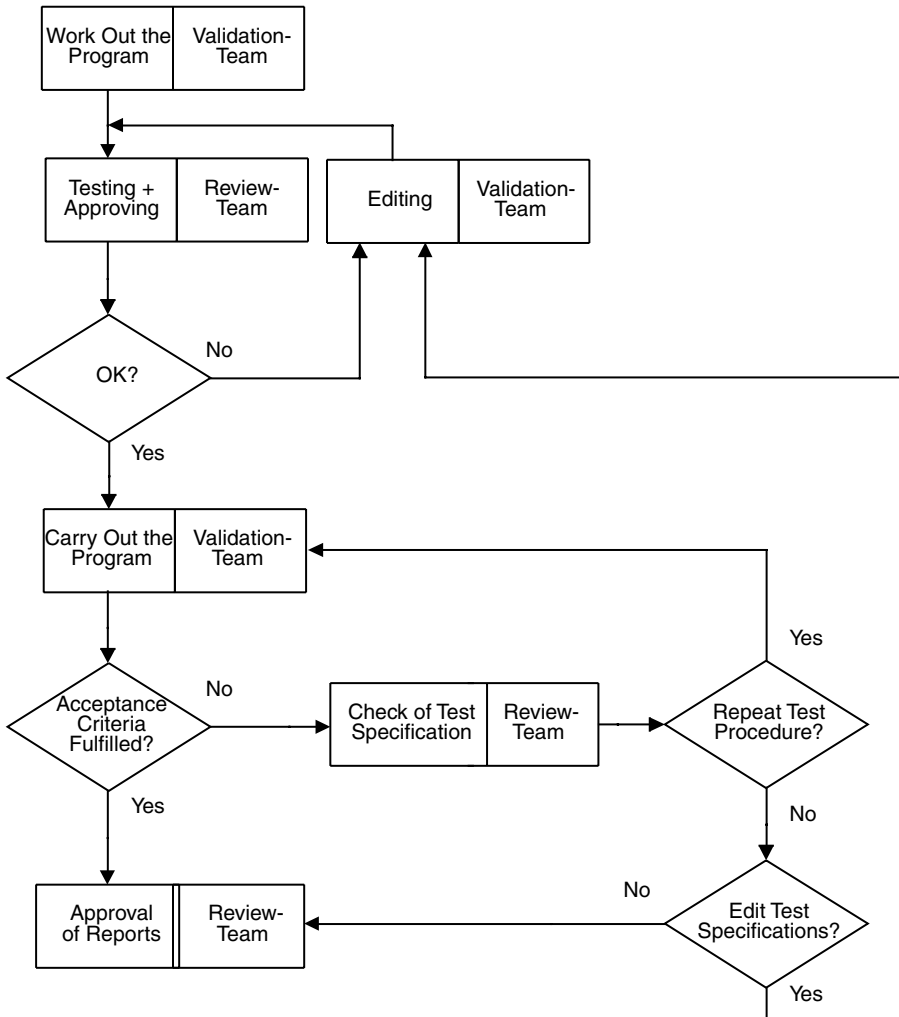 Work Out the
Program
Validation-
Team
Testing +
Approving
Review-
Team
Editing
Validation-
Team
No
OK?
Yes
Carry Out the
Program
Validation-
Team
Yes
No
Acceptance
Criteria
Fulfilled?
Check of Test
Specification
Review-
Team
Repeat Test
Procedure?
Yes
No
Approval
of Reports
Review-
Team
No
Edit Test
Specifications?
Yes